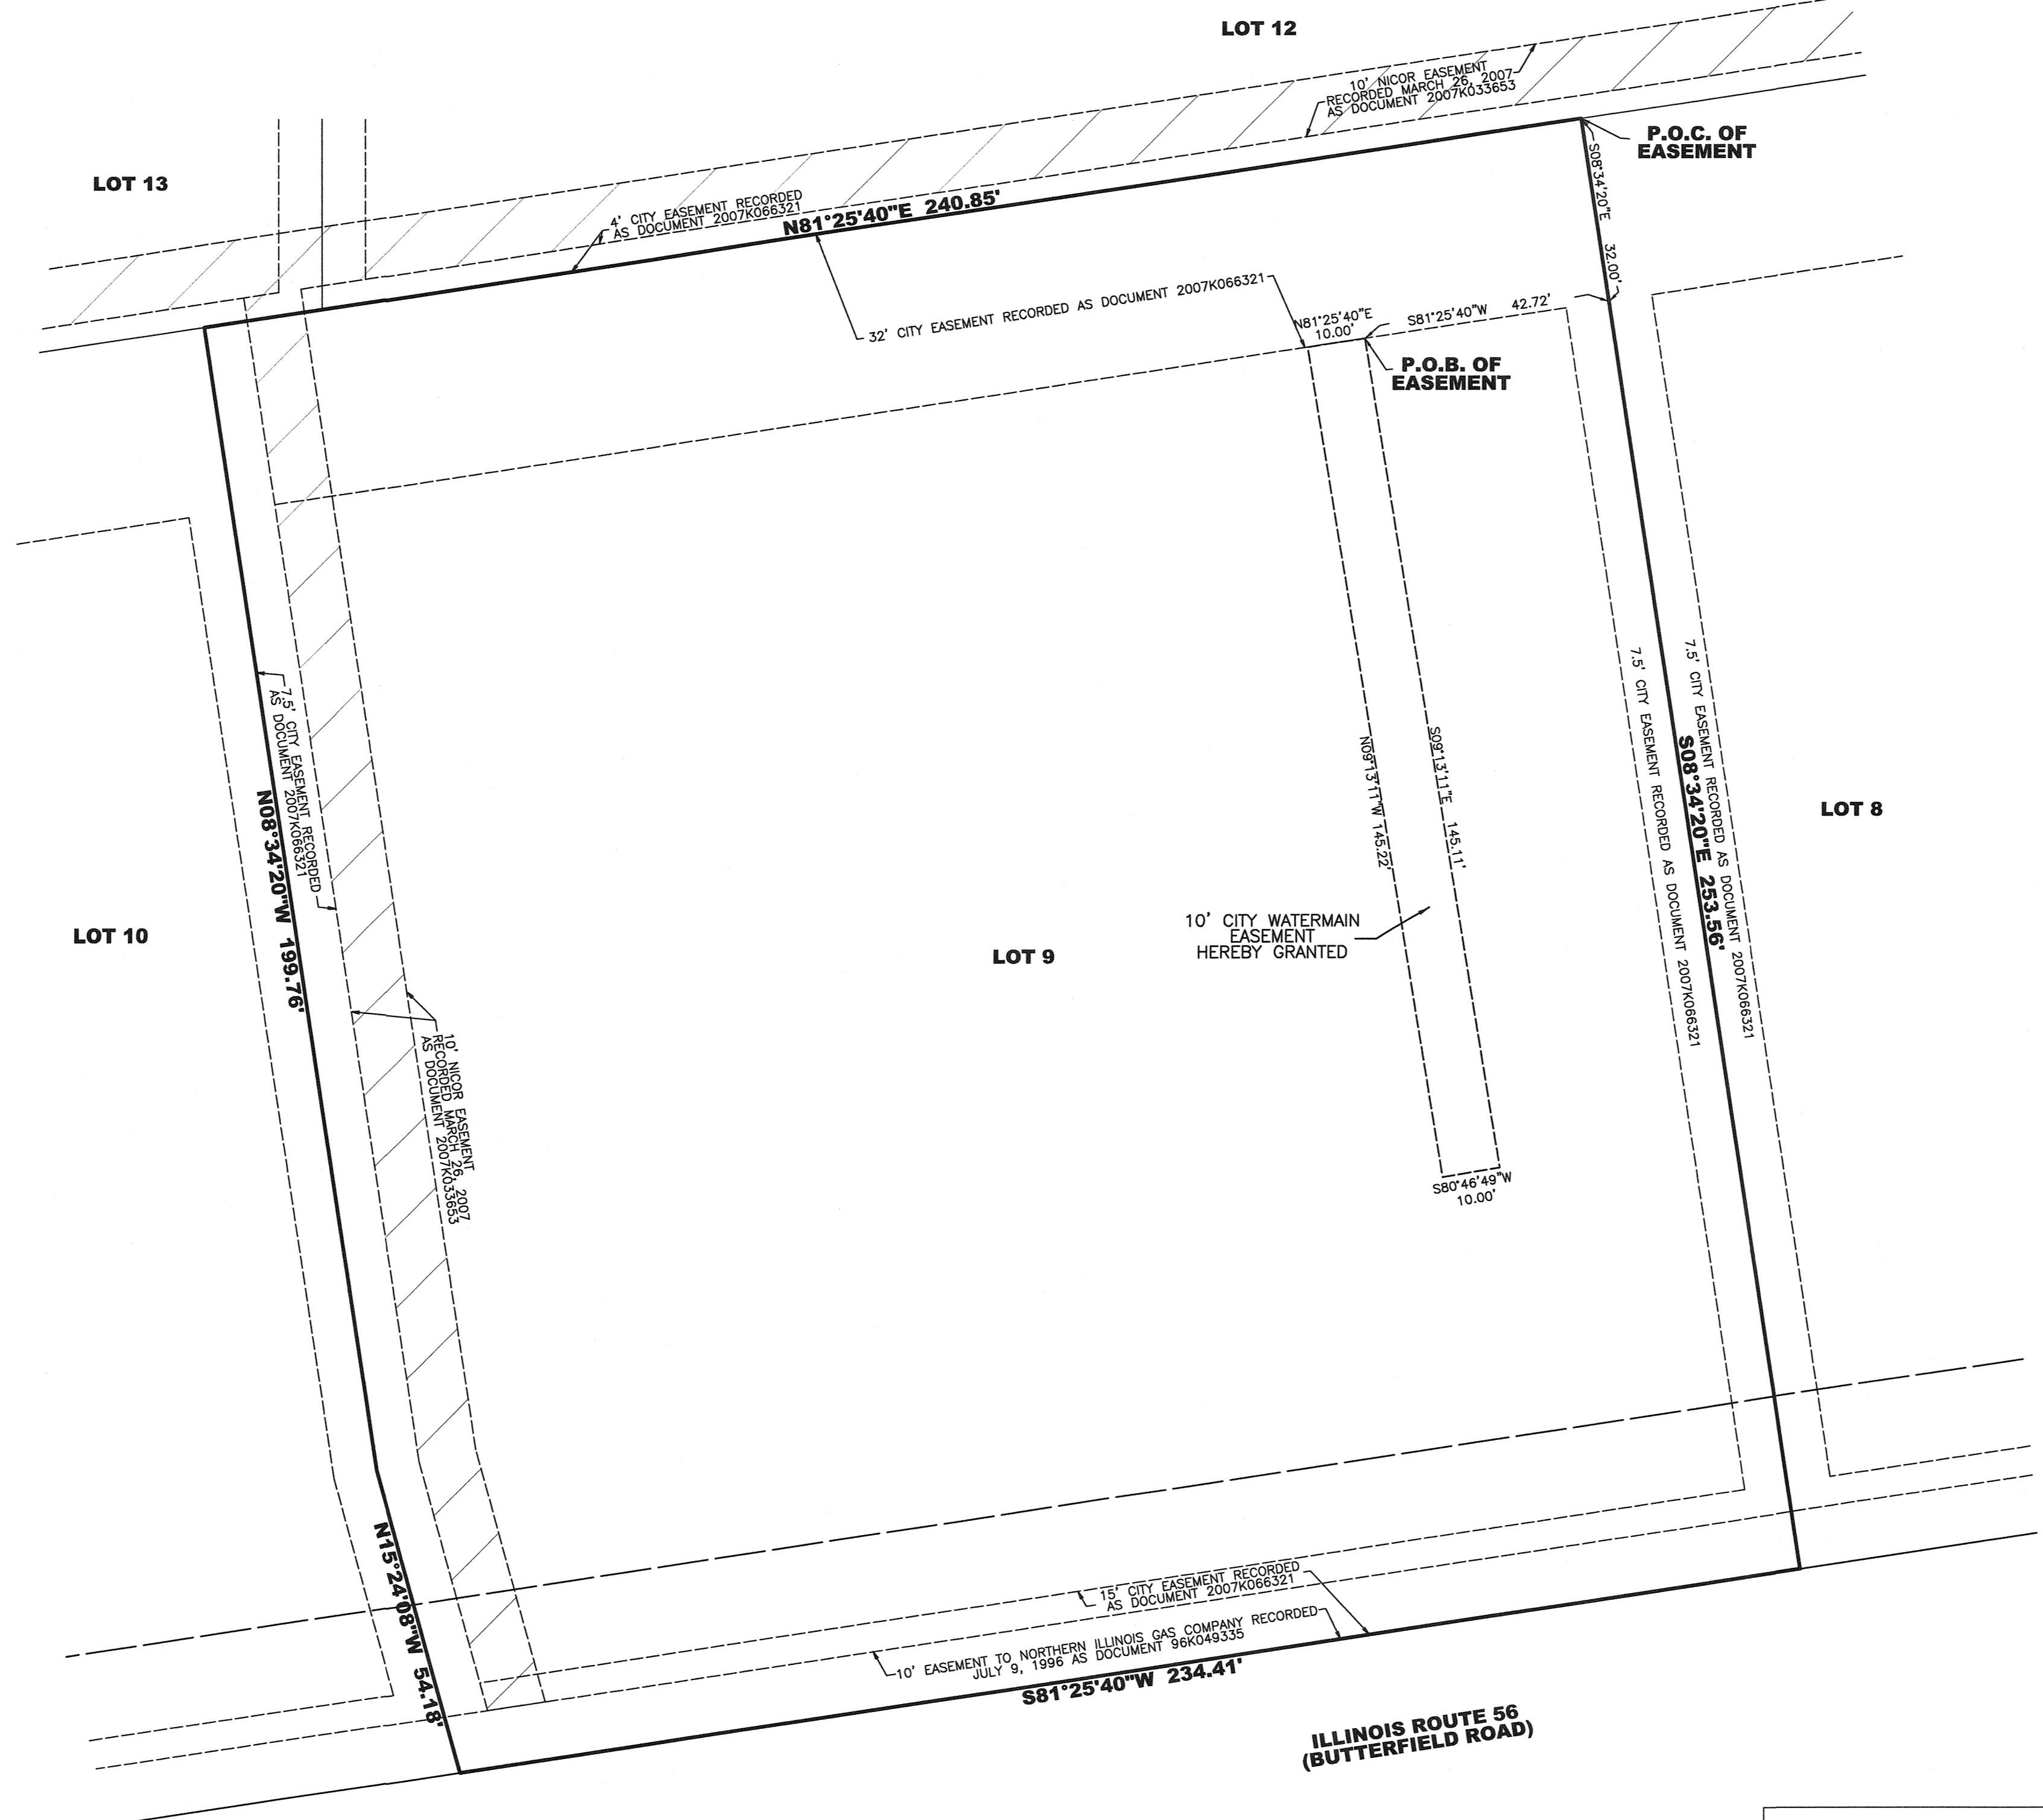 LOT 12
10' NICOR EASEMENT
RECORDED MARCH 26, 2007
AS DOCUMENT 2007K033653
P.O.C. OF
EASEMENT
LOT 13
4' CITY EASEMENT RECORDED
AS DOCUMENT 2007K066321
N81°25'40"E 240.85'
S08°34'20"E 32.00'
32' CITY EASEMENT RECORDED AS DOCUMENT 2007K066321
N81°25'40"E
10.00'
S81°25'40"W 42.72'
P.O.B. OF
EASEMENT
7.5' CITY EASEMENT RECORDED
AS DOCUMENT 2007K066321
N08°34'20"W 199.76'
N09°13'11"W 145.22'
S09°13'11"E 145.11'
7.5' CITY EASEMENT RECORDED AS DOCUMENT 2007K066321
S08°34'20"E 253.56'
7.5' CITY EASEMENT RECORDED AS DOCUMENT 2007K066321
LOT 8
LOT 10
LOT 9
10' CITY WATERMAIN
EASEMENT
HEREBY GRANTED
10' NICOR EASEMENT
RECORDED MARCH 26, 2007
AS DOCUMENT 2007K033653
S80°46'49"W
10.00'
N15°24'08"W 54.18'
15' CITY EASEMENT RECORDED
AS DOCUMENT 2007K066321
10' EASEMENT TO NORTHERN ILLINOIS GAS COMPANY RECORDED
JULY 9, 1996 AS DOCUMENT 96K049335
S81°25'40"W 234.41'
ILLINOIS ROUTE 56
(BUTTERFIELD ROAD)